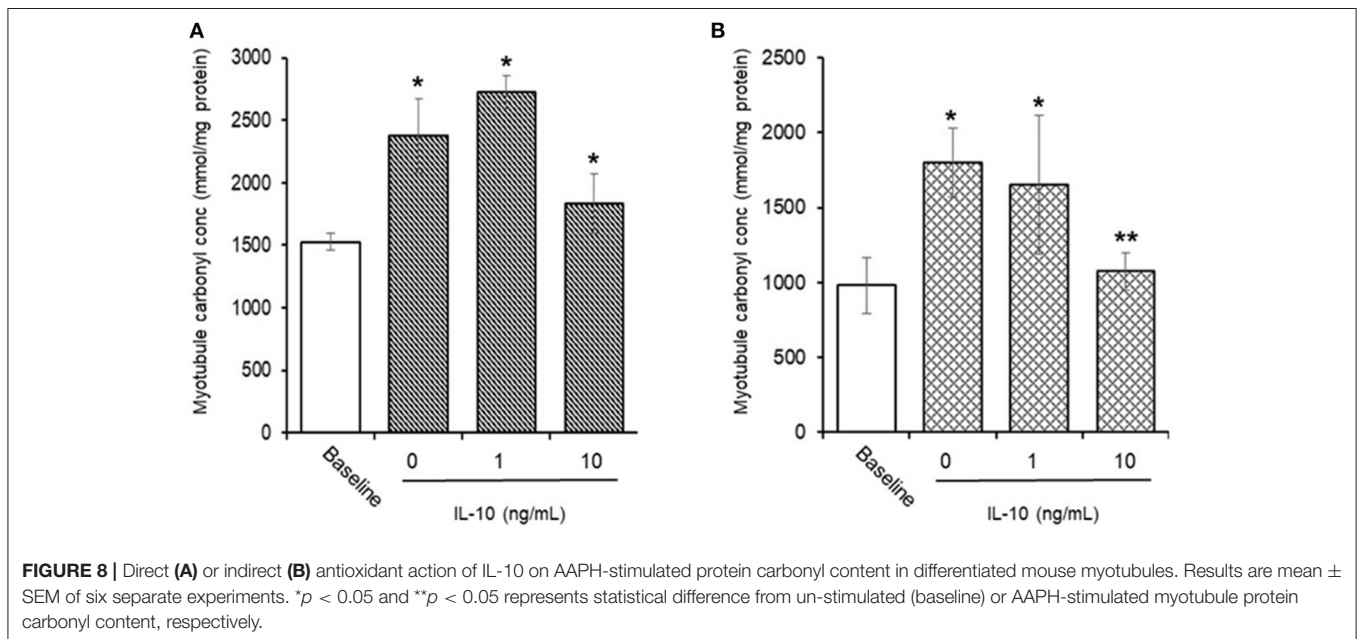 A
Myotubule carbonyl conc (mmol/mg protein)
3000
2500
2000
1500
1000
500
0
*
*
*
Baseline
0 1 10
IL-10 (ng/mL)
B
Myotubule carbonyl conc (mmol/mg protein)
2500
2000
1500
1000
500
0
*
*
**
Baseline
0 1 10
IL-10 (ng/mL)
FIGURE 8 | Direct (A) or indirect (B) antioxidant action of IL-10 on AAPH-stimulated protein carbonyl content in differentiated mouse myotubules. Results are mean ±
SEM of six separate experiments. *p < 0.05 and **p < 0.05 represents statistical difference from un-stimulated (baseline) or AAPH-stimulated myotubule protein
carbonyl content, respectively.